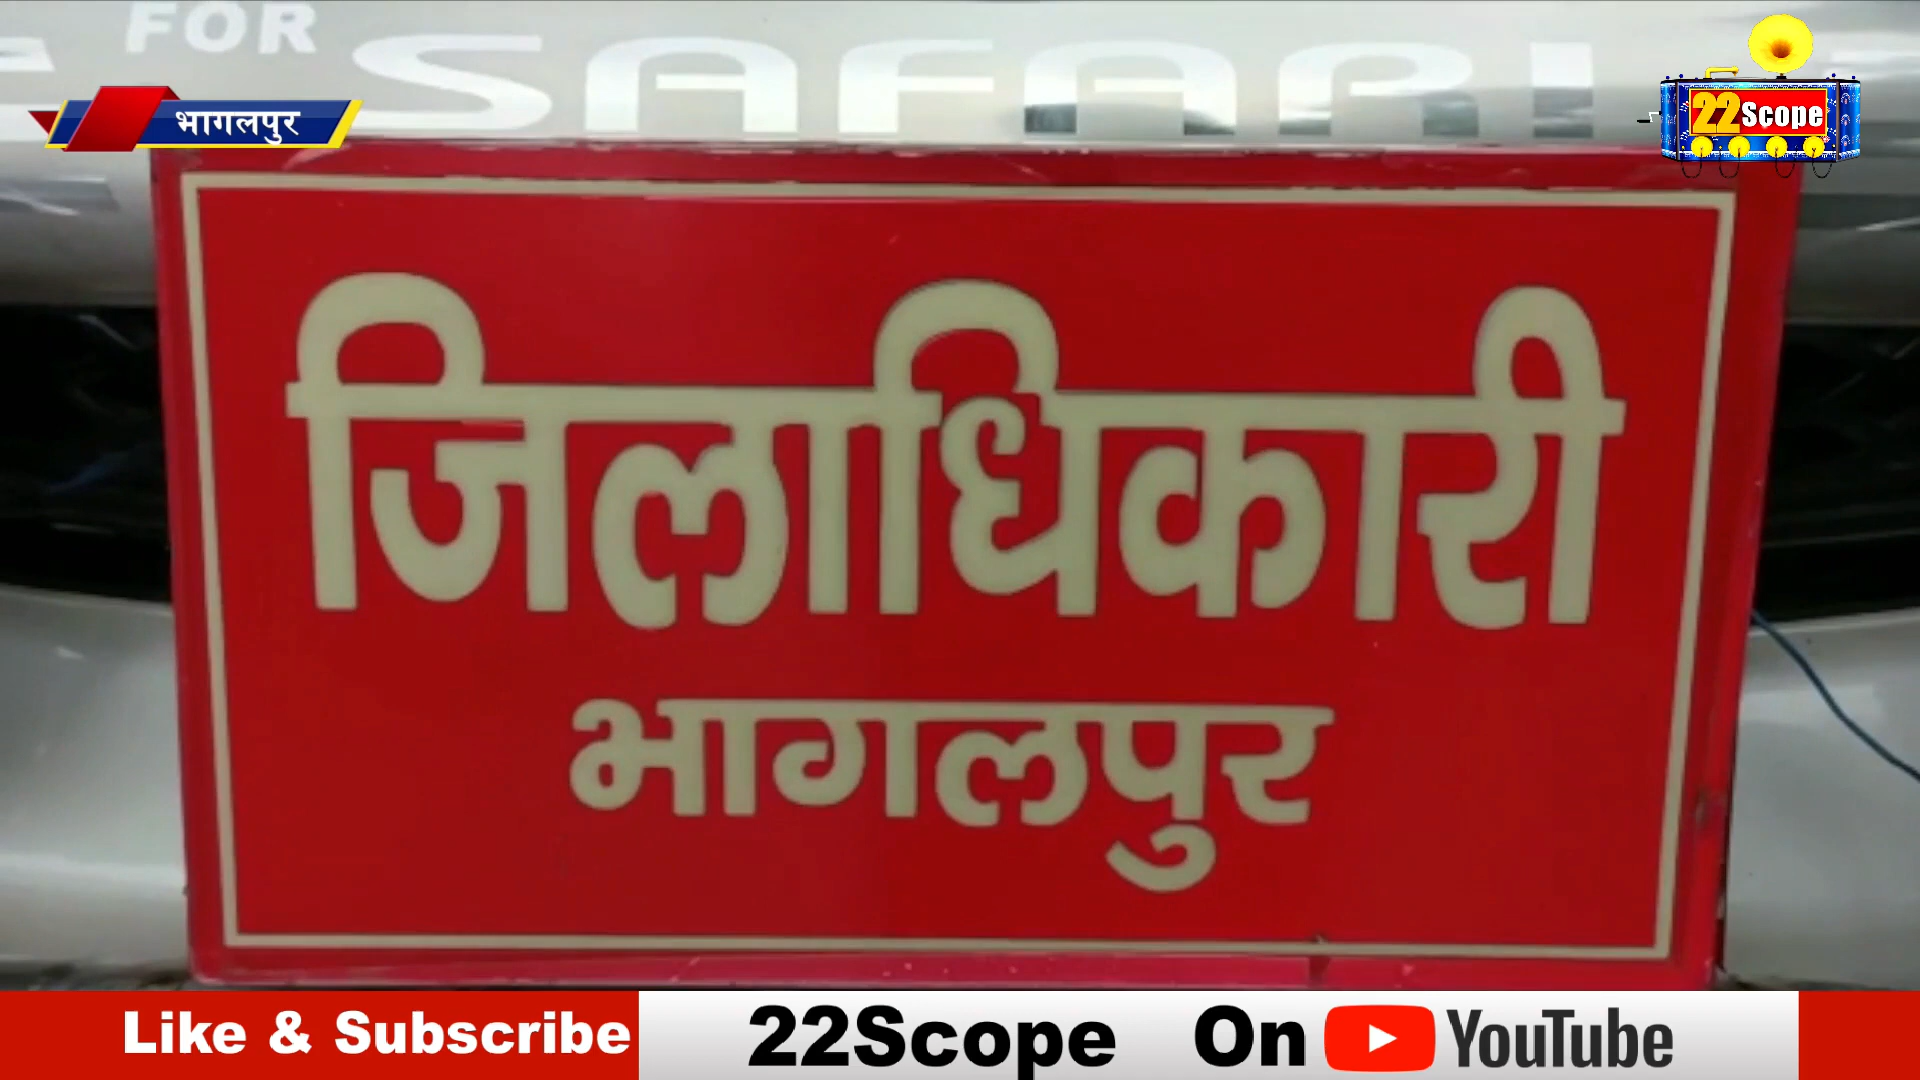 FOR
SAFARI
भागलपुर
22Scope
जिलाधिकारी
भागलपुर
Like & Subscribe
22Scope On YouTube